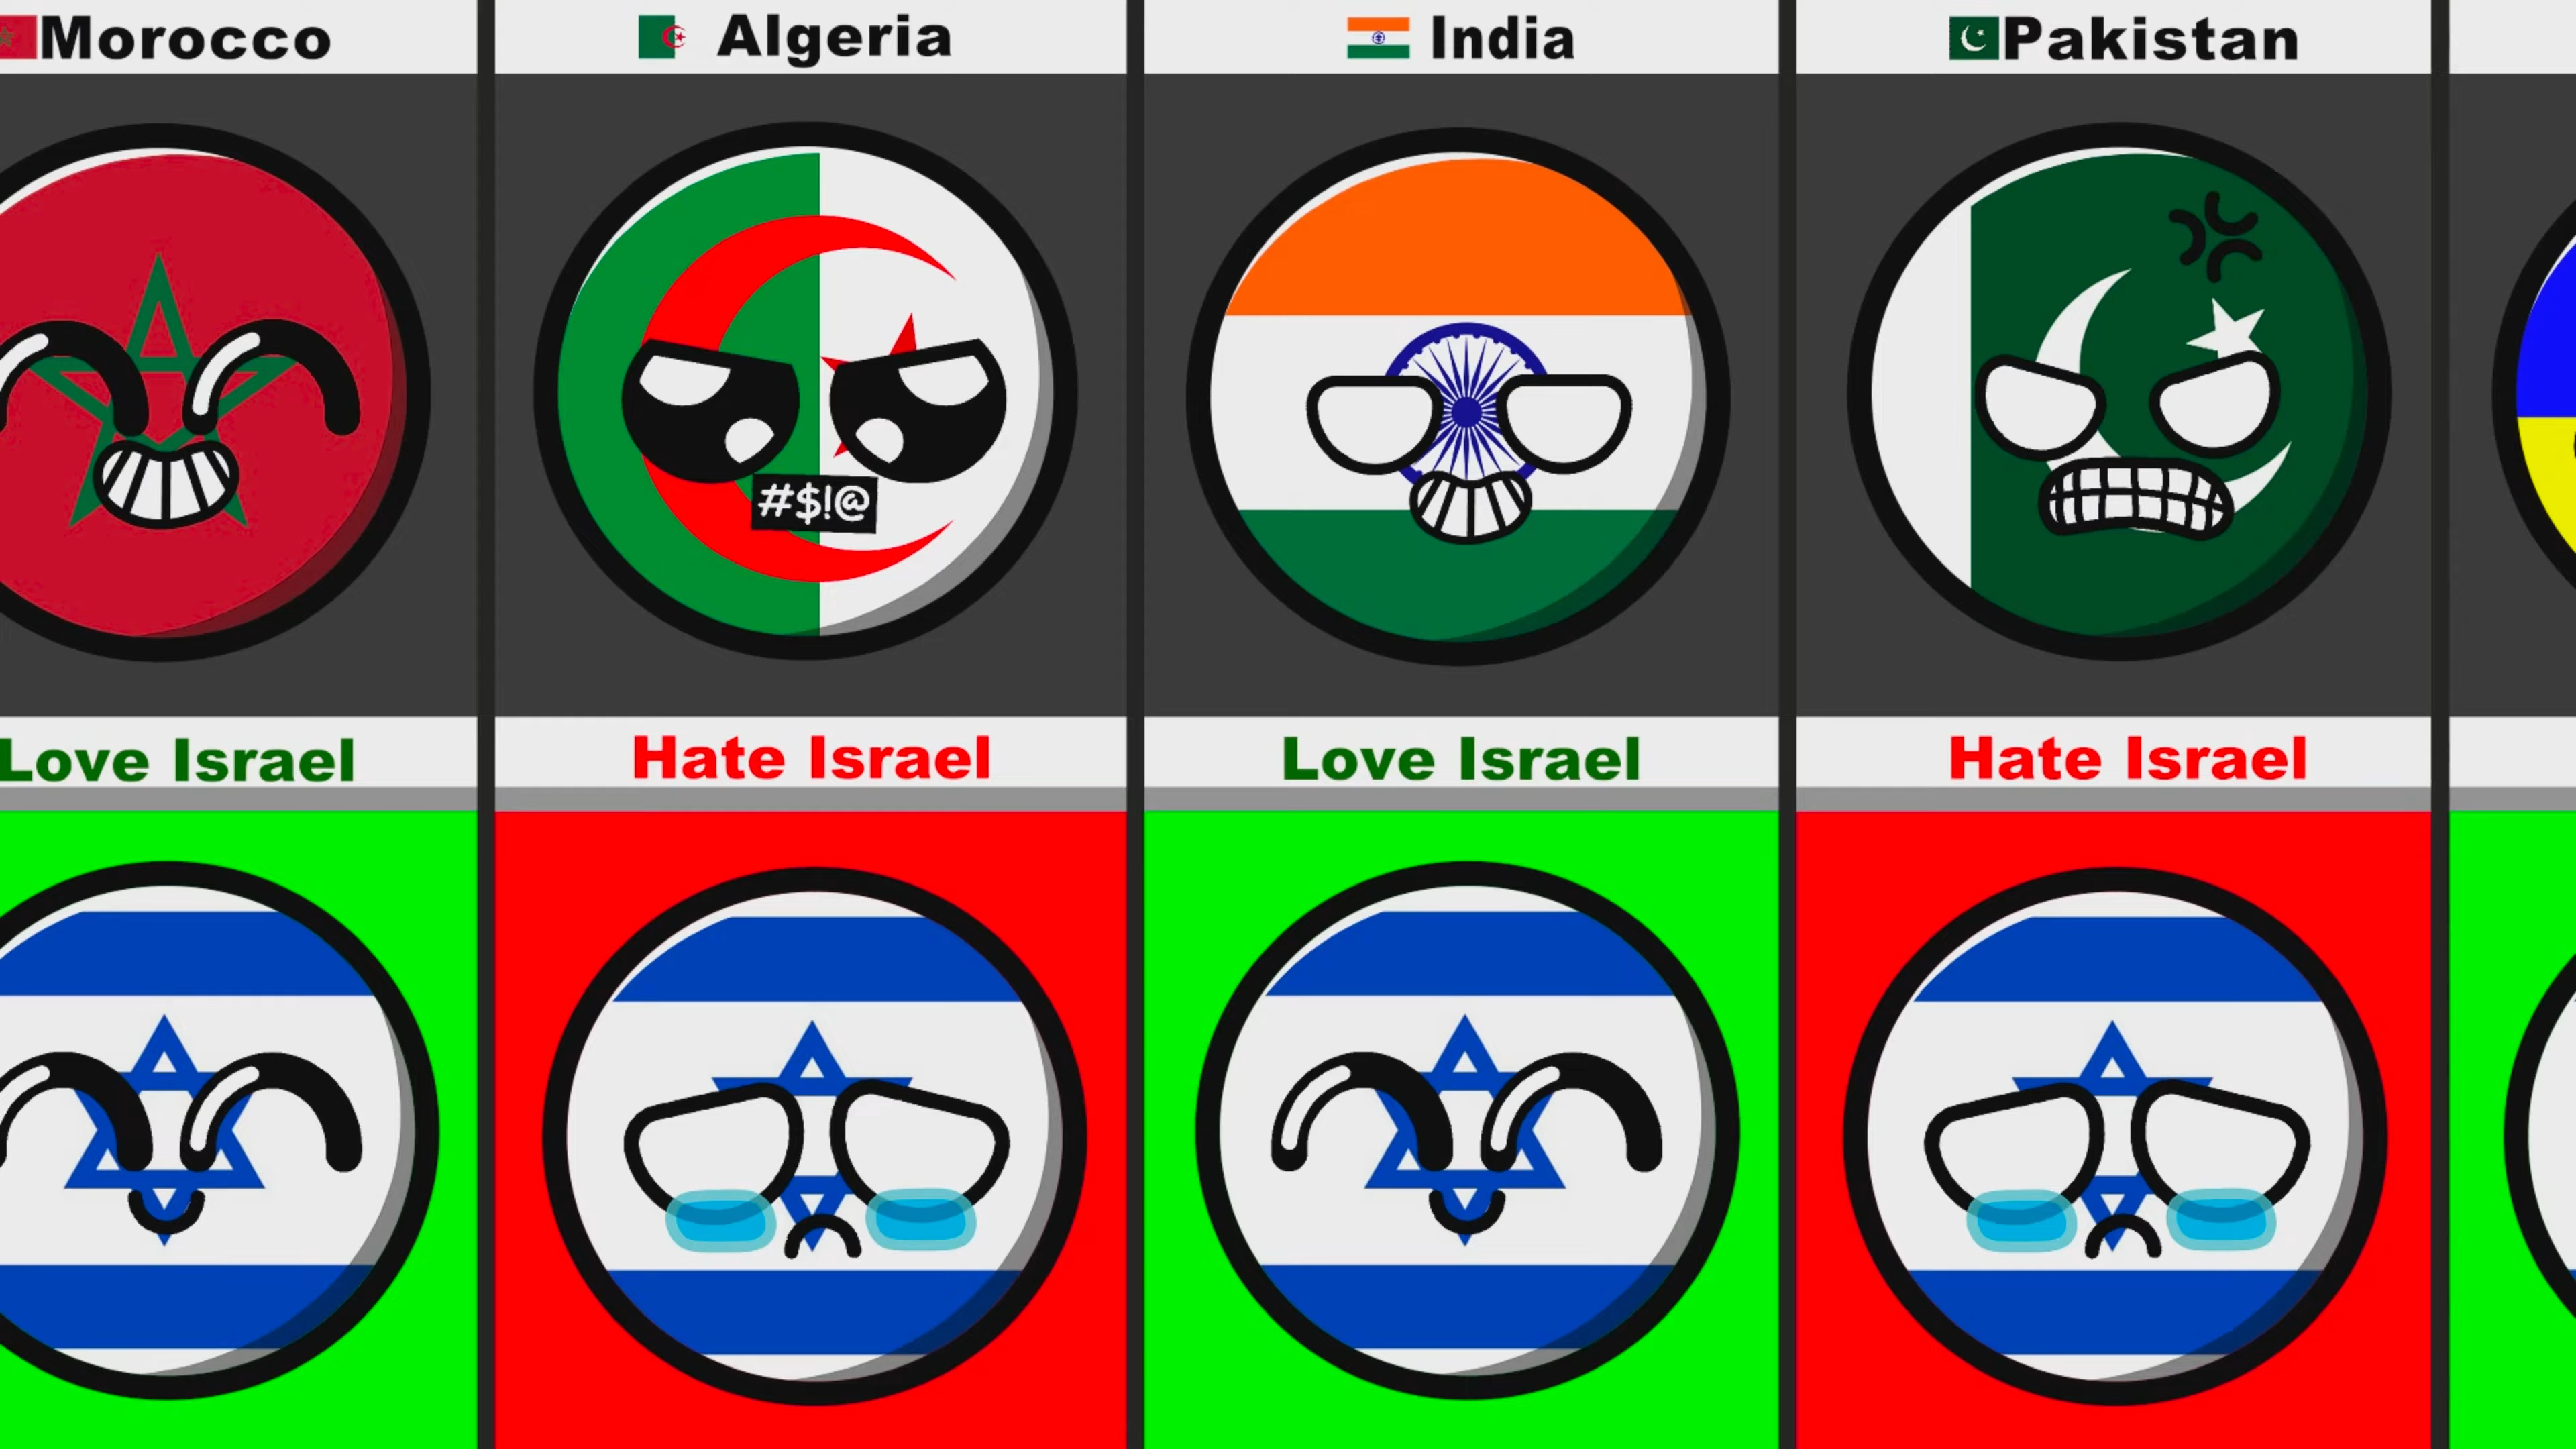 Morocco
Algeria
India
Pakistan
#$!@
Love Israel
Hate Israel
Love Israel
Hate Israel